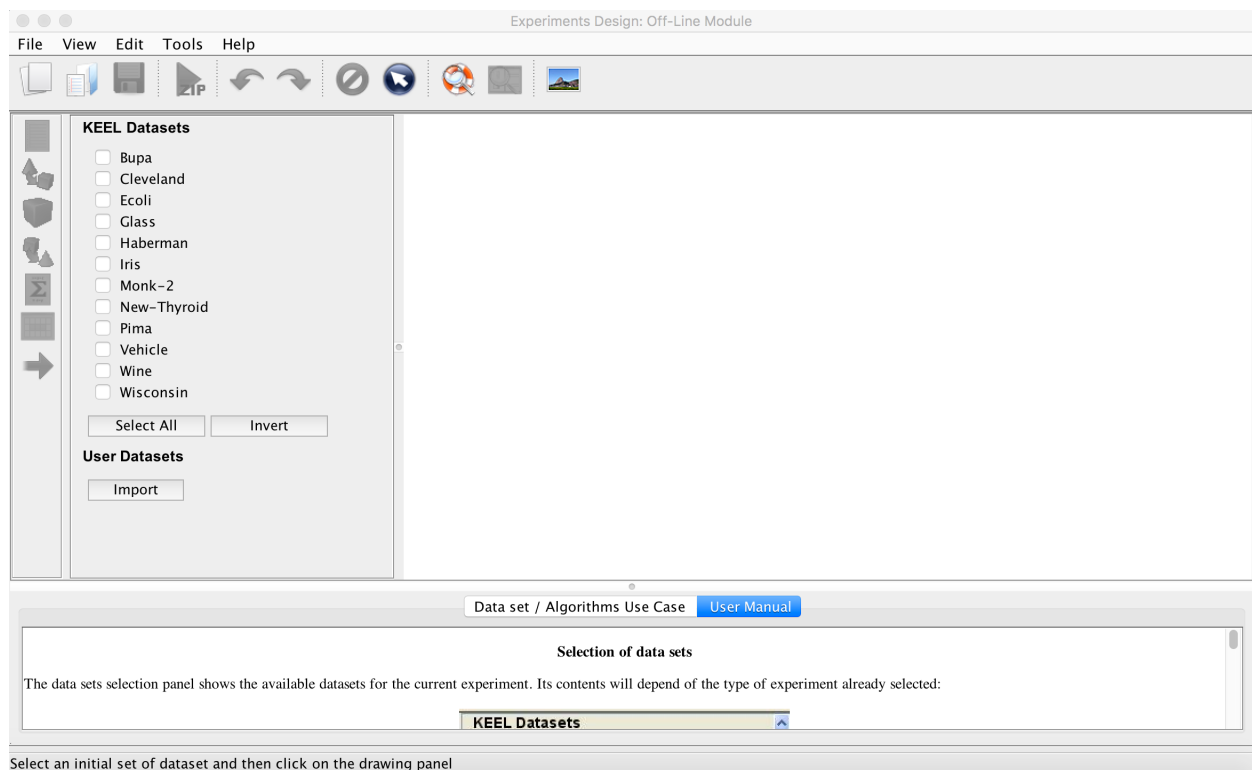 Experiments Design: Off-Line Module
File View Edit Tools Help
ZIP
KEEL Datasets
Bupa
Cleveland
Ecoli
Glass
Haberman
Iris
Monk-2
New-Thyroid
Pima
Vehicle
Wine
Wisconsin
Select All Invert
User Datasets
Import
Data set / Algorithms Use Case User Manual
Selection of data sets
The data sets selection panel shows the available datasets for the current experiment. Its contents will depend of the type of experiment already selected:
KEEL Datasets
Select an initial set of dataset and then click on the drawing panel